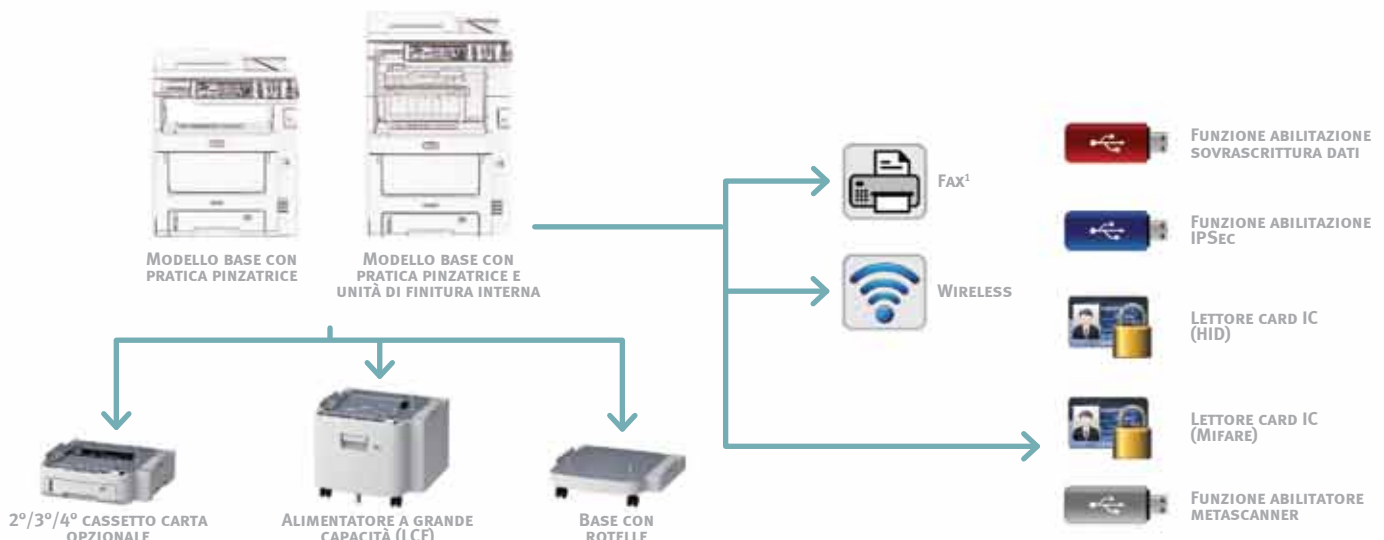 MODELLO BASE CON
PRATICA PINZATRICE
MODELLO BASE CON
PRATICA PINZATRICE E
UNITÀ DI FINITURA INTERNA
FAX¹
WIRELESS
FUNZIONE ABILITAZIONE
SOVRASCRITTURA DATI
FUNZIONE ABILITAZIONE
IPSEC
LETTORE CARD IC
(HID)
LETTORE CARD IC
(MIFARE)
FUNZIONE ABILITATORE
METASCANNER
2°/3°/4° CASSETTO CARTA
OPZIONALE
ALIMENTATORE A GRANDE
CAPACITÀ (LCF)
BASE CON
ROTELLE